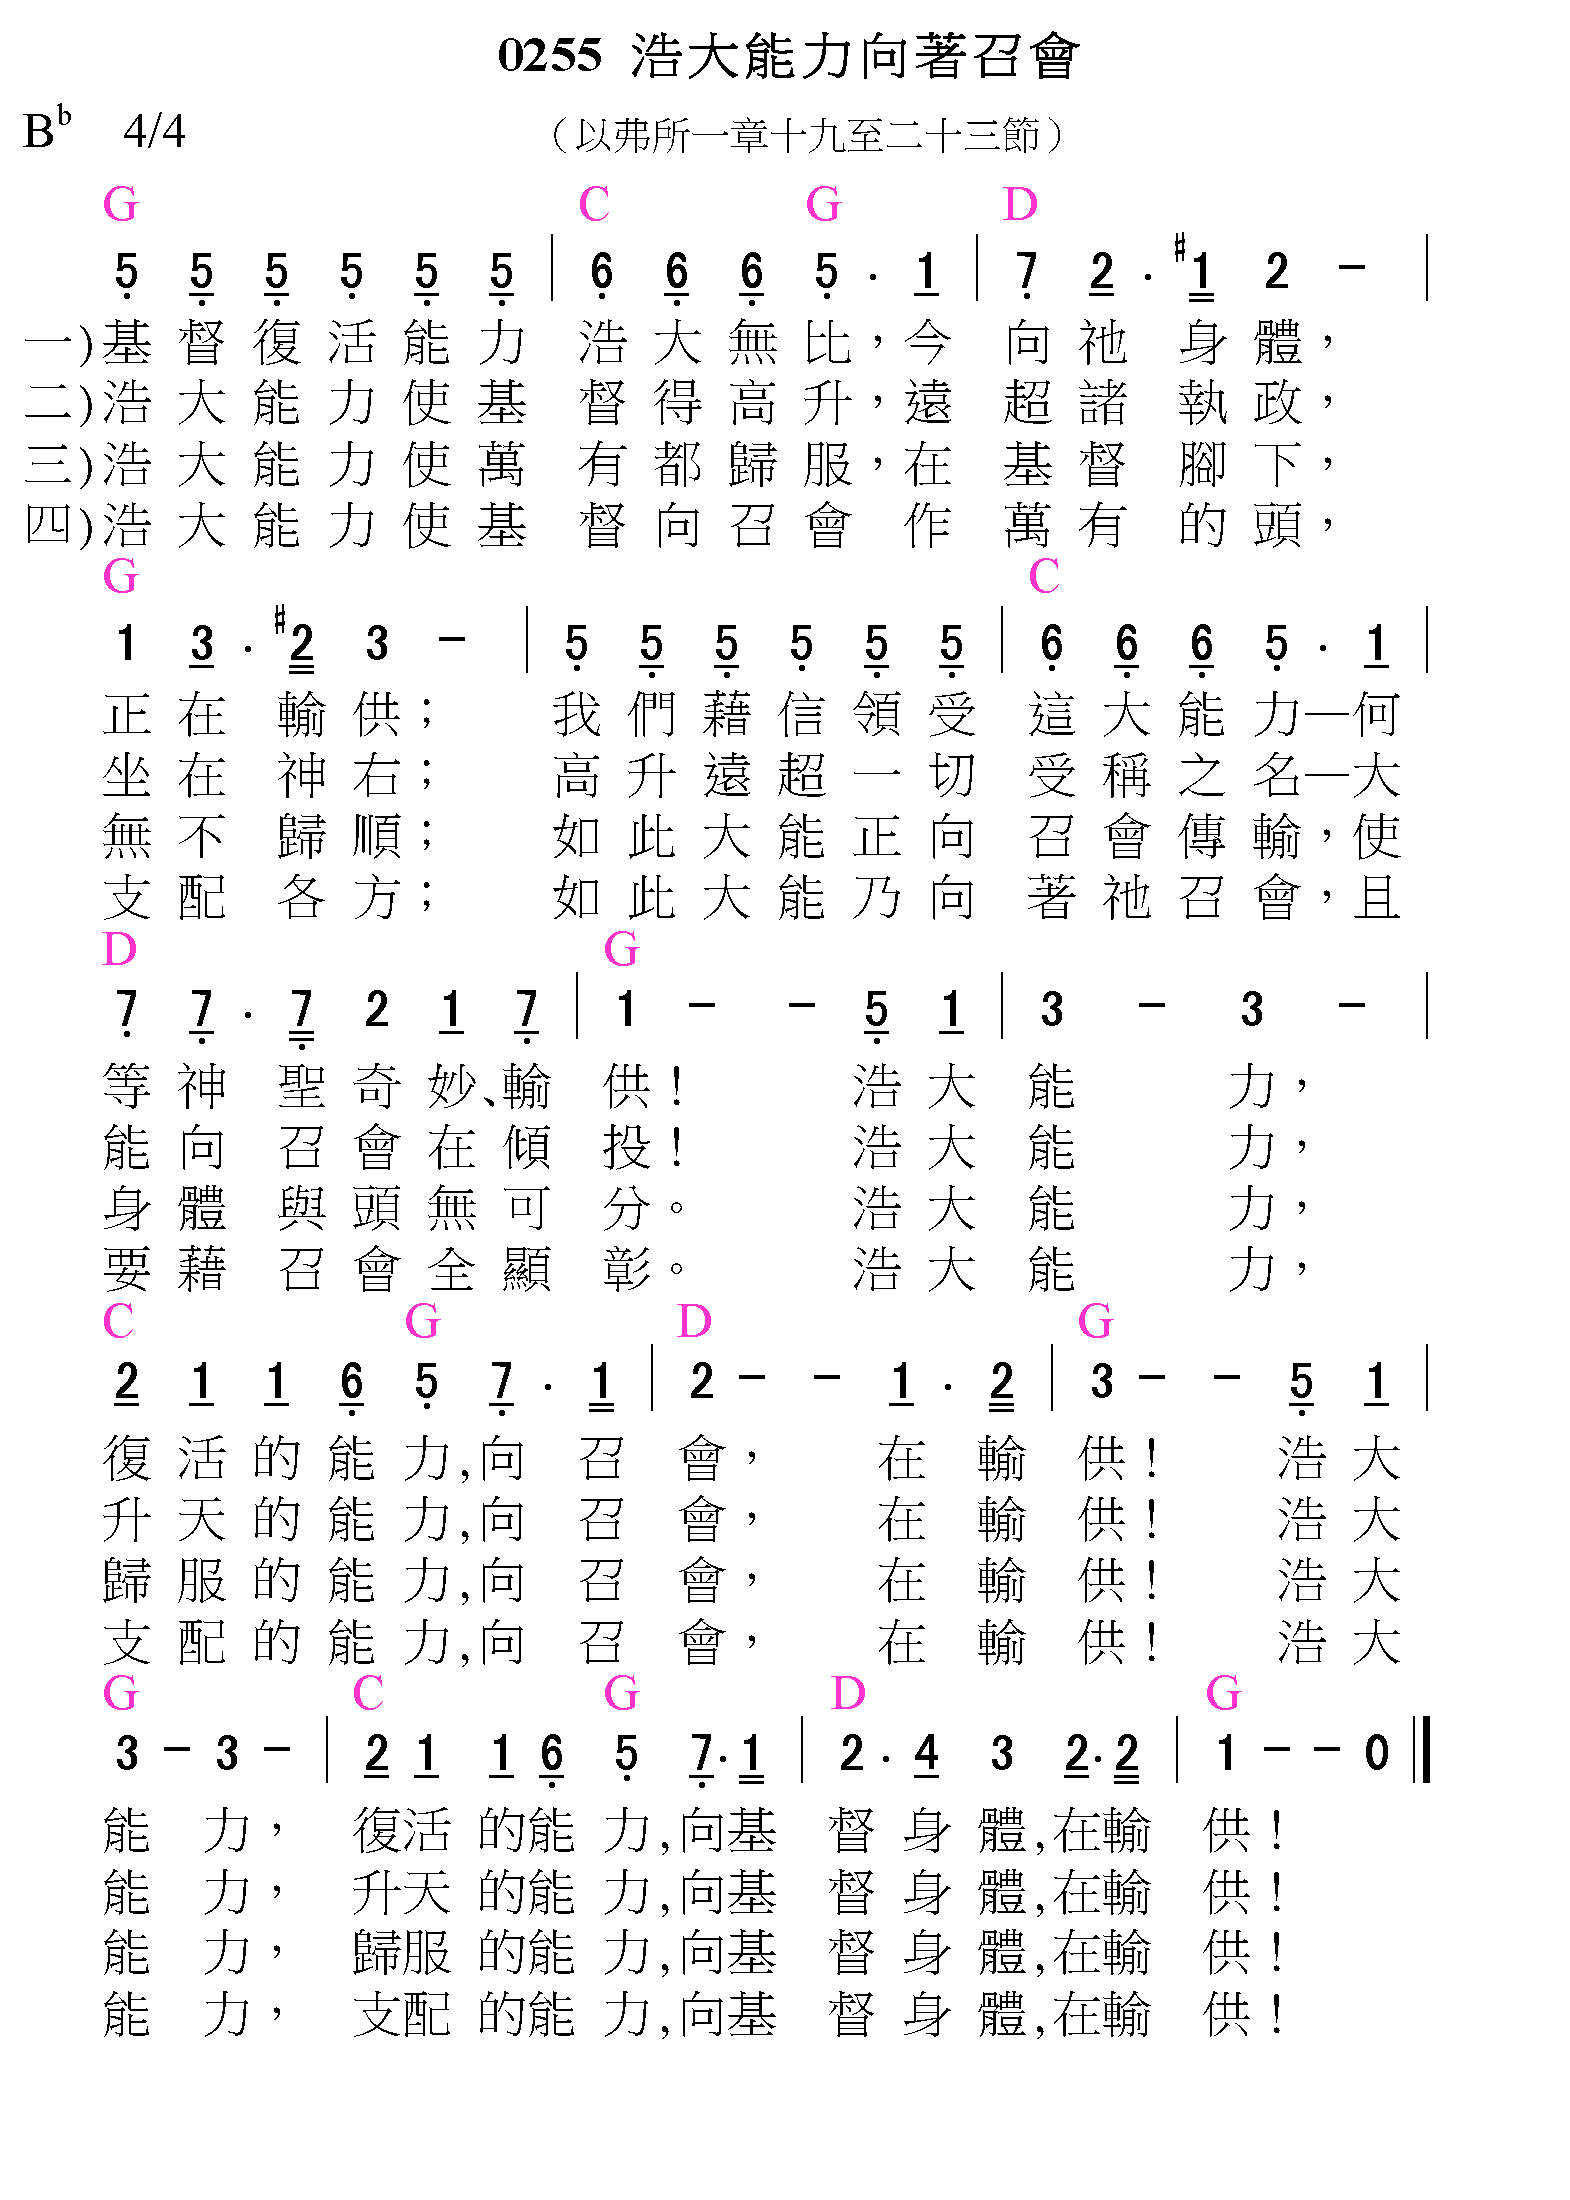 0255 浩大能力向著召會
B♭ 4/4 （以弗所一章十九至二十三節）
G C G D
5 5 5 5 5 5 | 6 6 6 5 . 1 | 7 2 . #1 2 － |
一)基督復活能力 浩大無比，今 向祂身體，
二)浩大能力使基 督得高升，遠 超諸執政，
三)浩大能力使萬 有都歸服，在 基督腳下，
四)浩大能力使基 督向召會 作 萬有的頭，
G C
1 3 . #2 3 － | 5 5 5 5 5 5 | 6 6 6 5 . 1 |
正在輸供； 我們藉信領受 這大能力—何
坐在神右； 高升遠超一切 受稱之名—大
無不歸順； 如此大能正向 召會傳輸，使
支配各方； 如此大能乃向 著祂召會，且
D G
7 7 . 7 2 1 7 | 1 － － 5 1 | 3 － 3 － |
等神聖奇妙、輸 供！ 浩大 能 力，
能向召會在傾 投！ 浩大 能 力，
身體與頭無可 分。 浩大 能 力，
要藉召會全顯 彰。 浩大 能 力，
C G D G
2 1 1 6 5 7 . 1 | 2 － － 1 . 2 | 3 － － 5 1 |
復活的能力,向召 會， 在輸 供！ 浩大
升天的能力,向召 會， 在輸 供！ 浩大
歸服的能力,向召 會， 在輸 供！ 浩大
支配的能力,向召 會， 在輸 供！ 浩大
G C G D G
3 － 3 － | 2 1 1 6 5 7 . 1 | 2 . 4 3 2 . 2 | 1 － － 0
能 力， 復活的能力,向基 督身體,在輸 供！
能 力， 升天的能力,向基 督身體,在輸 供！
能 力， 歸服的能力,向基 督身體,在輸 供！
能 力， 支配的能力,向基 督身體,在輸 供！